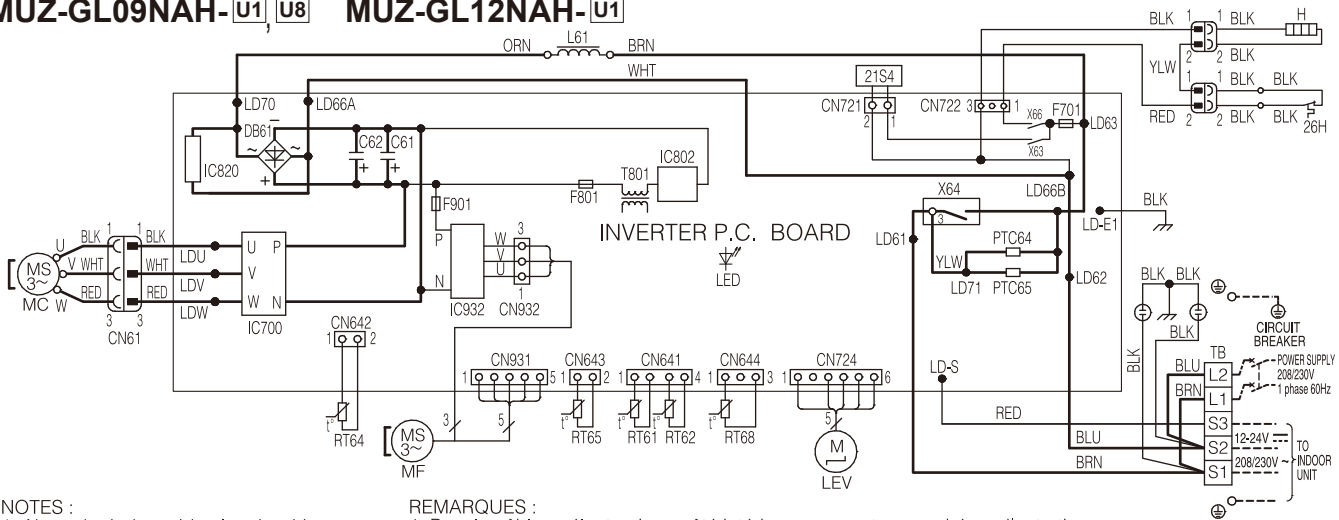 MUZ-GL09NAH-U1, U8 MUZ-GL12NAH-U1
ORN L61 BRN
WHT
BLK 1 1 BLK H
2 2 BLK
YLW
1 1 BLK BLK
RED 2 2 BLK BLK 26H
21S4
CN721 2 1
CN722 3 1
X66 F701
X63
LD63
LD70 LD66A
DB61 −
~ ~
+
IC820
C62 C61
+ +
T801 IC802
F801
F901
X64
3
LD66B
LD61
PTC64
YLW
LD71 PTC65
LD62
BLK
LD-E1
INVERTER P.C. BOARD
LED
U BLK 1 1 BLK LDU U P
MS 3~ V WHT WHT LDV V
MC W RED RED LDW W N
3 3
CN61
IC700
P
N
IC932
W 3
V
U 1
CN932
BLK BLK
BLK
BLK
CIRCUIT
BREAKER
TB
BLU L2 POWER SUPPLY
208/230V
BRN L1 1 phase 60Hz
S3
S2 12-24V
S1 208/230V ~
TO
INDOOR
UNIT
LD-S
RED
BLU
BRN
CN642
1 2
t°
RT64
CN931
1 5
3 5
MS 3~
MF
CN643
1 2
t°
RT65
CN641
1 4
t° t°
RT61 RT62
CN644
1 3
t°
RT68
CN724
1 6
5
M
LEV
NOTES :
REMARQUES :